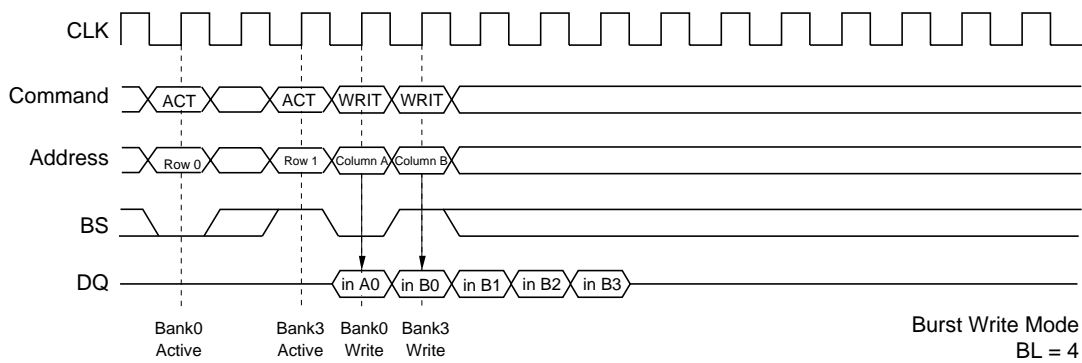 CLK
Command ACT ACT WRIT WRIT
Address Row 0 Row 1 Column A Column B
BS
DQ in A0 in B0 in B1 in B2 in B3
Bank0 Bank3 Bank0 Bank3
Active Active Write Write
Burst Write Mode
BL = 4